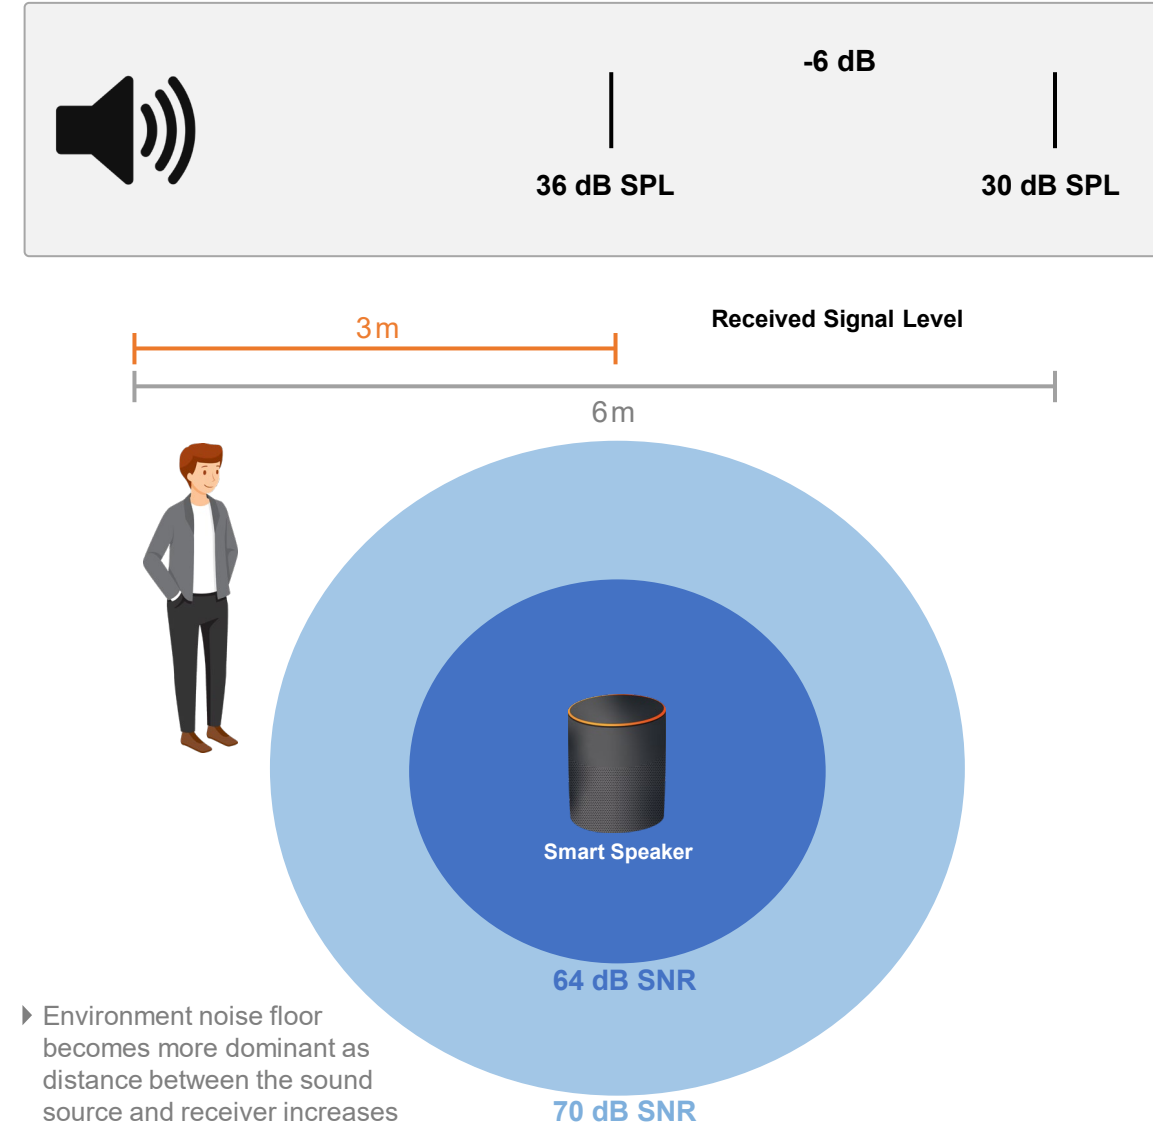 -6 dB
36 dB SPL
30 dB SPL
3m
Received Signal Level
6m
Smart Speaker
64 dB SNR
Environment noise floor
becomes more dominant as
distance between the sound
source and receiver increases
70 dB SNR